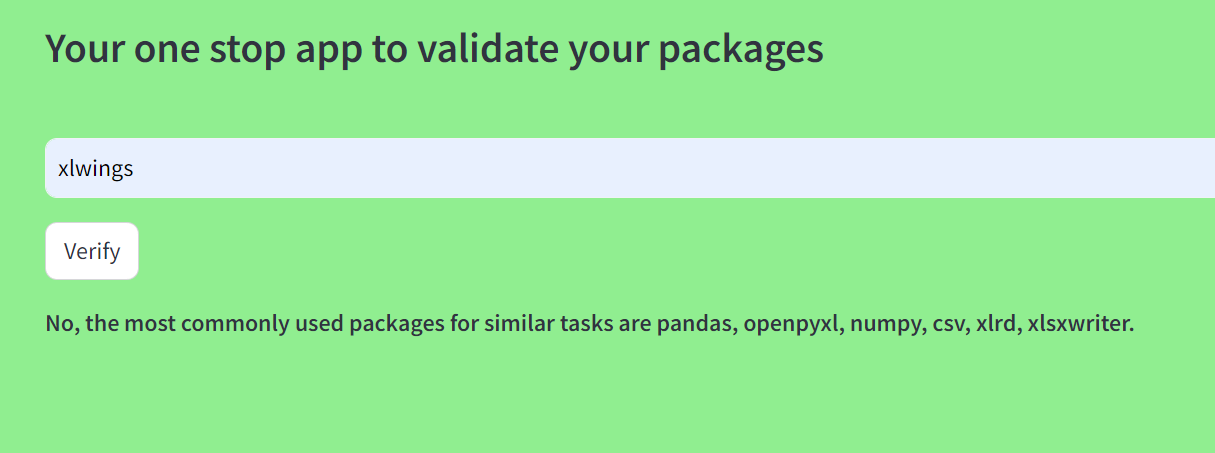 Your one stop app to validate your packages
xlwings
Verify
No, the most commonly used packages for similar tasks are pandas, openpyxl, numpy, csv, xlrd, xlsxwriter.